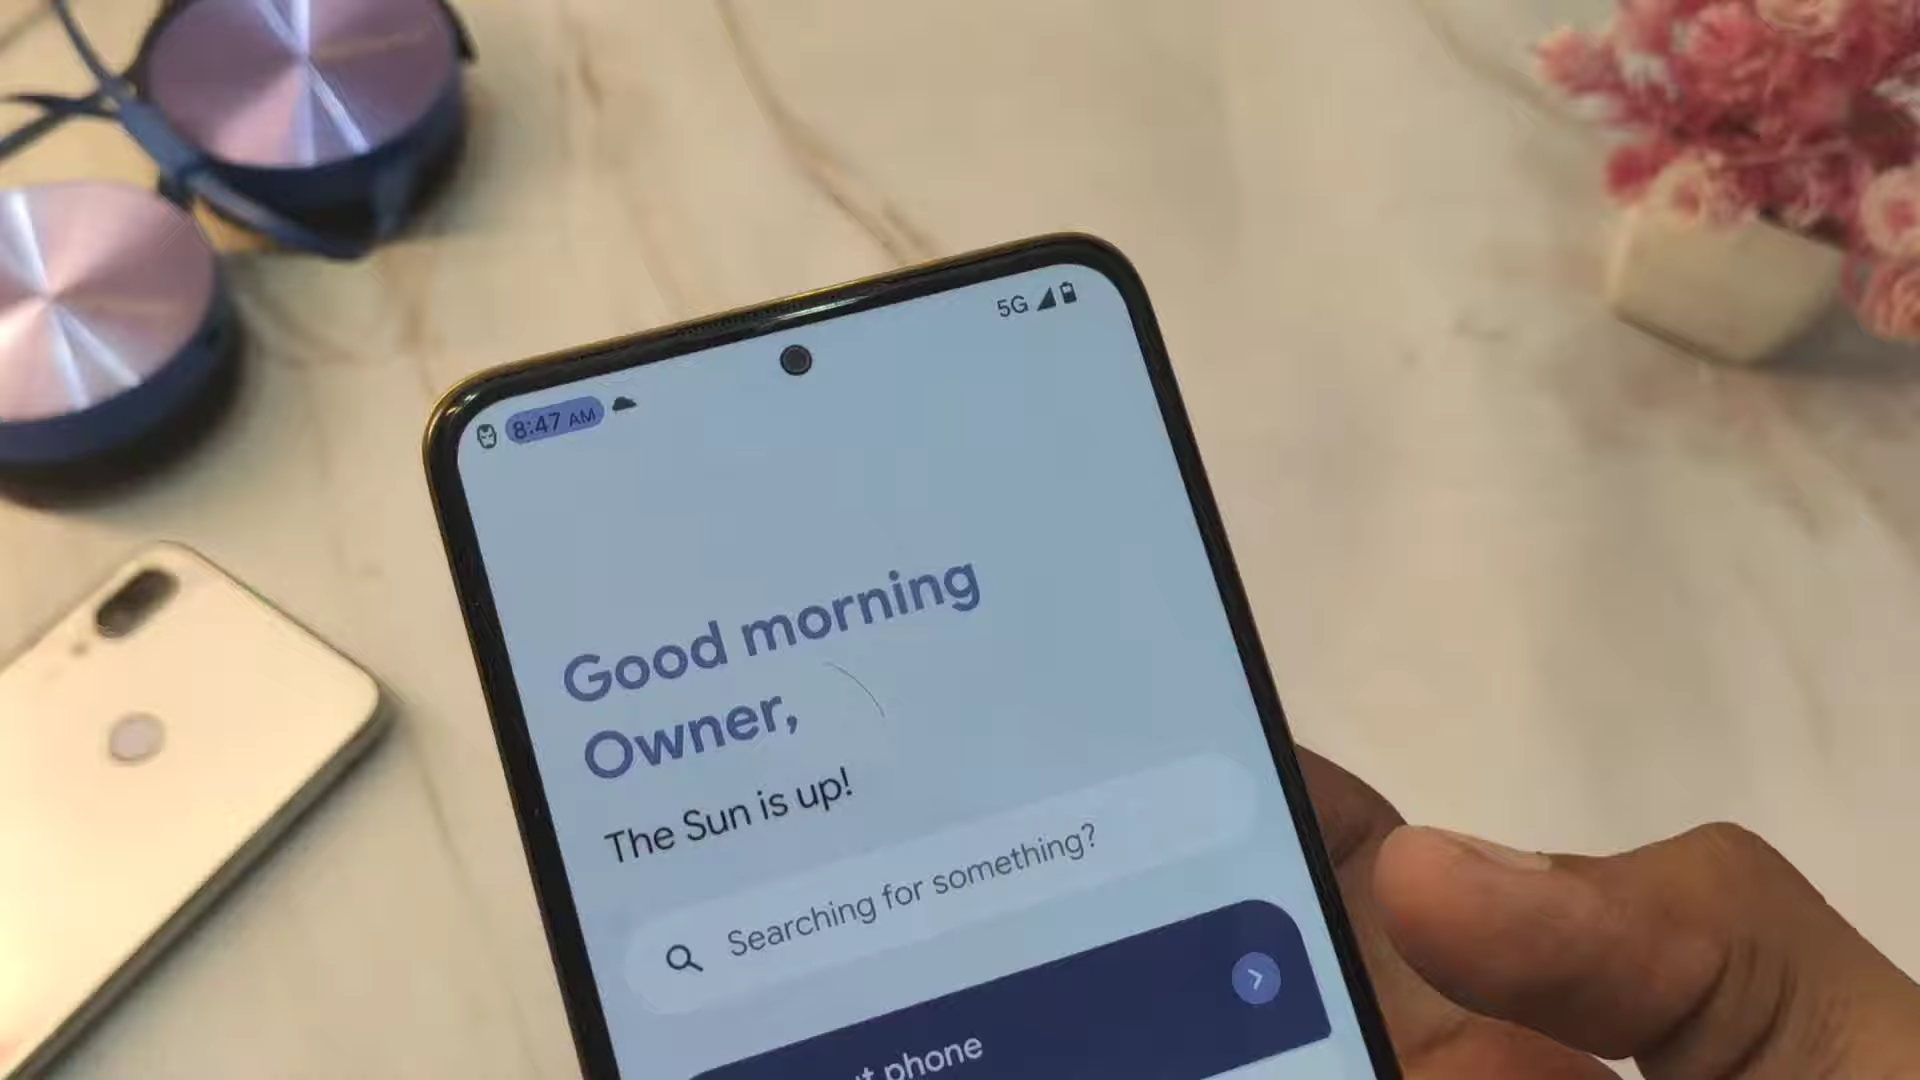 8:47 AM
5G
Good morning
Owner,
The Sun is up!
Searching for something?
phone